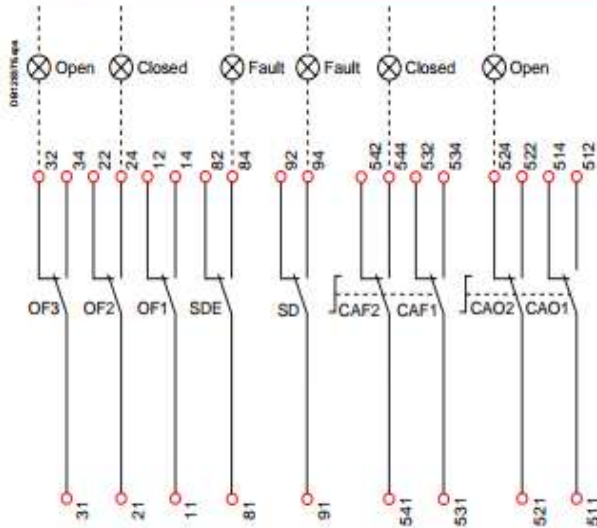 Open Closed Fault Fault Closed Open
32 34 22 24 12 14 82 84 92 94 542 544 532 534 524 522 514 512
OF3 OF2 OF1 SDE SD CAF2 CAF1 CAO2 CAO1
31 21 11 81 91 541 531 521 511